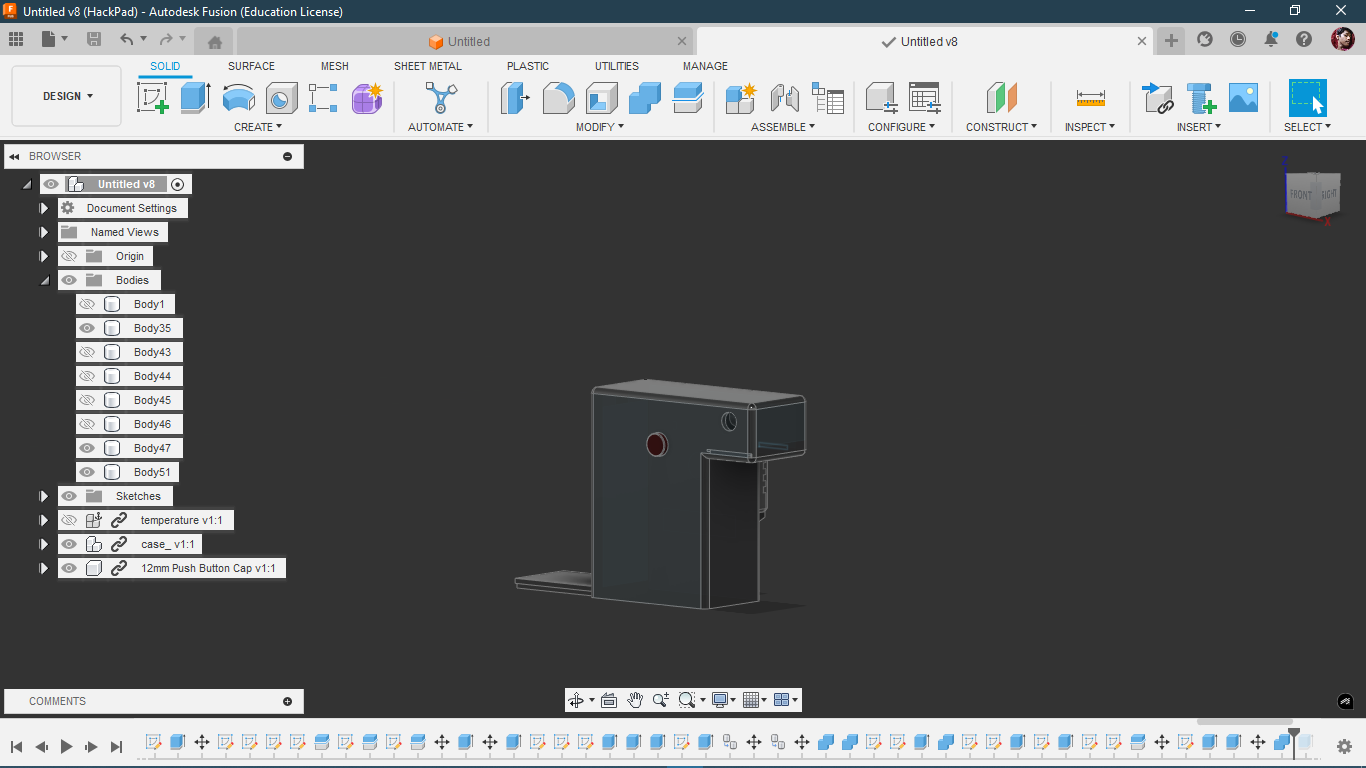 Untitled v8 (HackPad) - Autodesk Fusion (Education License)
Untitled
Untitled v8
SOLID SURFACE MESH SHEET METAL PLASTIC UTILITIES MANAGE
DESIGN
CREATE AUTOMATE MODIFY ASSEMBLE CONFIGURE CONSTRUCT INSPECT INSERT SELECT
BROWSER
Untitled v8
Document Settings
Named Views
Origin
Bodies
Body1
Body35
Body43
Body44
Body45
Body46
Body47
Body51
Sketches
temperature v1:1
case_ v1:1
12mm Push Button Cap v1:1
Z
FRONT RIGHT
X
COMMENTS